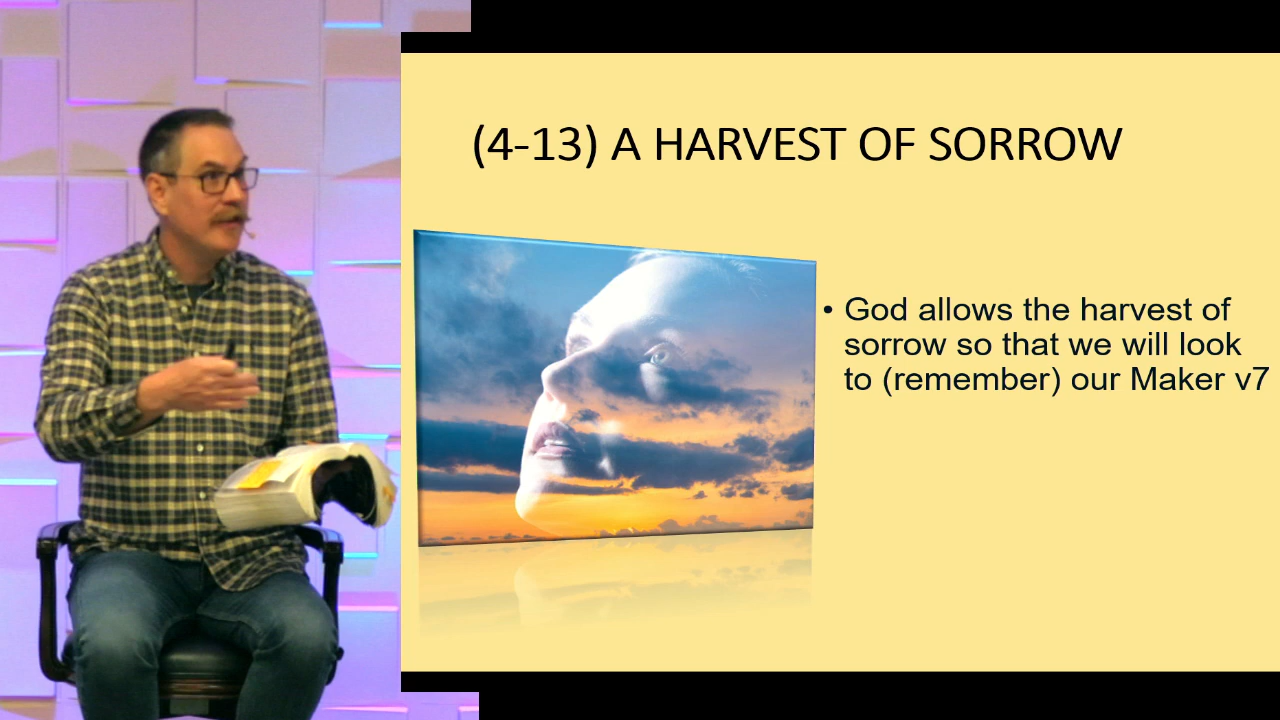 (4-13) A HARVEST OF SORROW
• God allows the harvest of
sorrow so that we will look
to (remember) our Maker v7